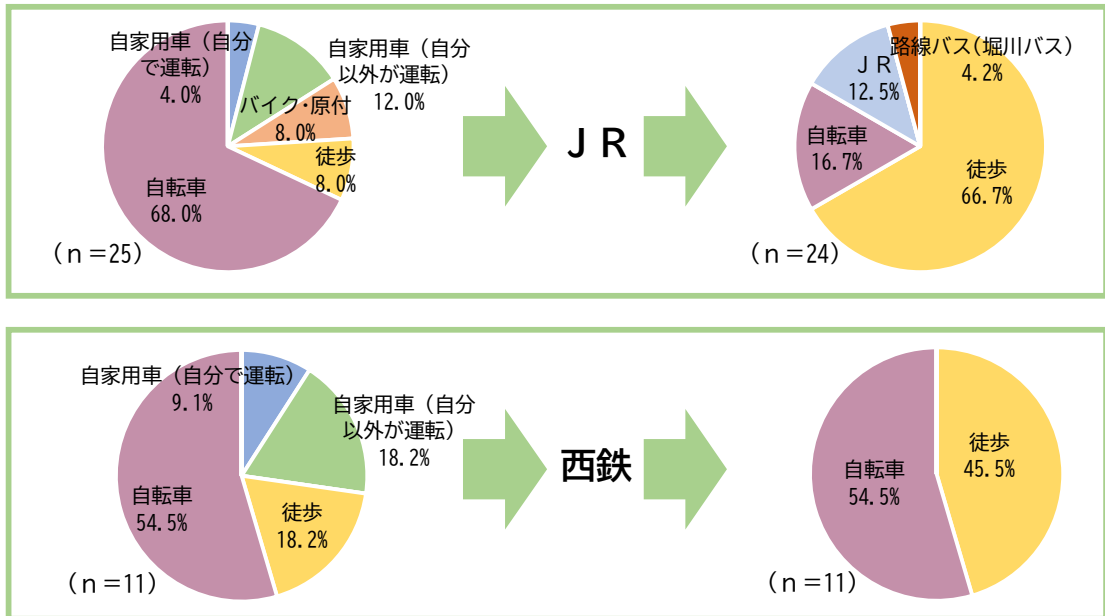 自家用車（自分
で運転）
4.0%
自家用車（自分
以外が運転）
12.0%
バイク・原付
8.0%
徒歩
8.0%
自転車
68.0%
（ｎ＝25）
ＪＲ
路線バス（堀川バス）
4.2%
ＪＲ
12.5%
自転車
16.7%
徒歩
66.7%
（ｎ＝24）
自家用車（自分で運転）
9.1%
自家用車（自分
以外が運転）
18.2%
自転車
54.5%
徒歩
18.2%
（ｎ＝11）
西鉄
自転車
54.5%
徒歩
45.5%
（ｎ＝11）